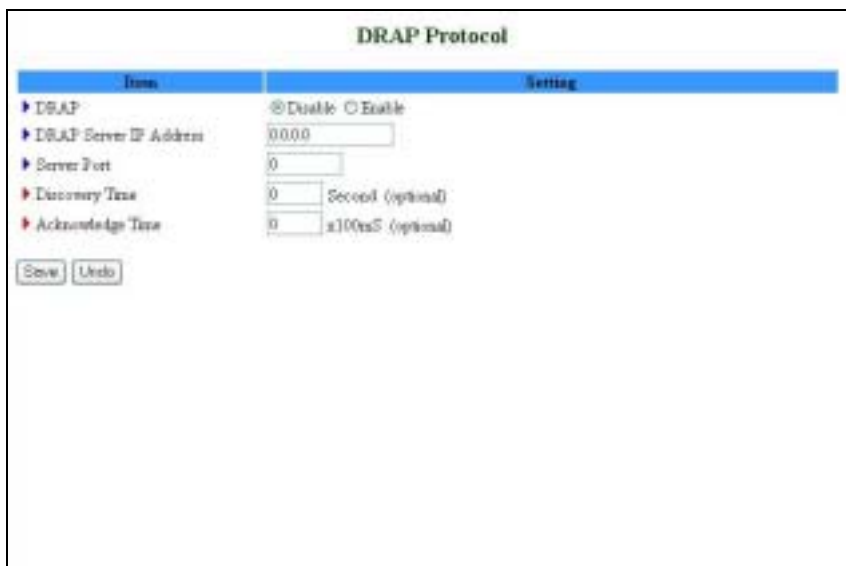 DRAP Protocol
Item Setting
DRAP Disable Enable
DRAP Server IP Address 0.0.0.0
Server Port 0
Discovery Time 0 Second (optional)
Acknowledge Time 0 x100mS (optional)
Save Undo